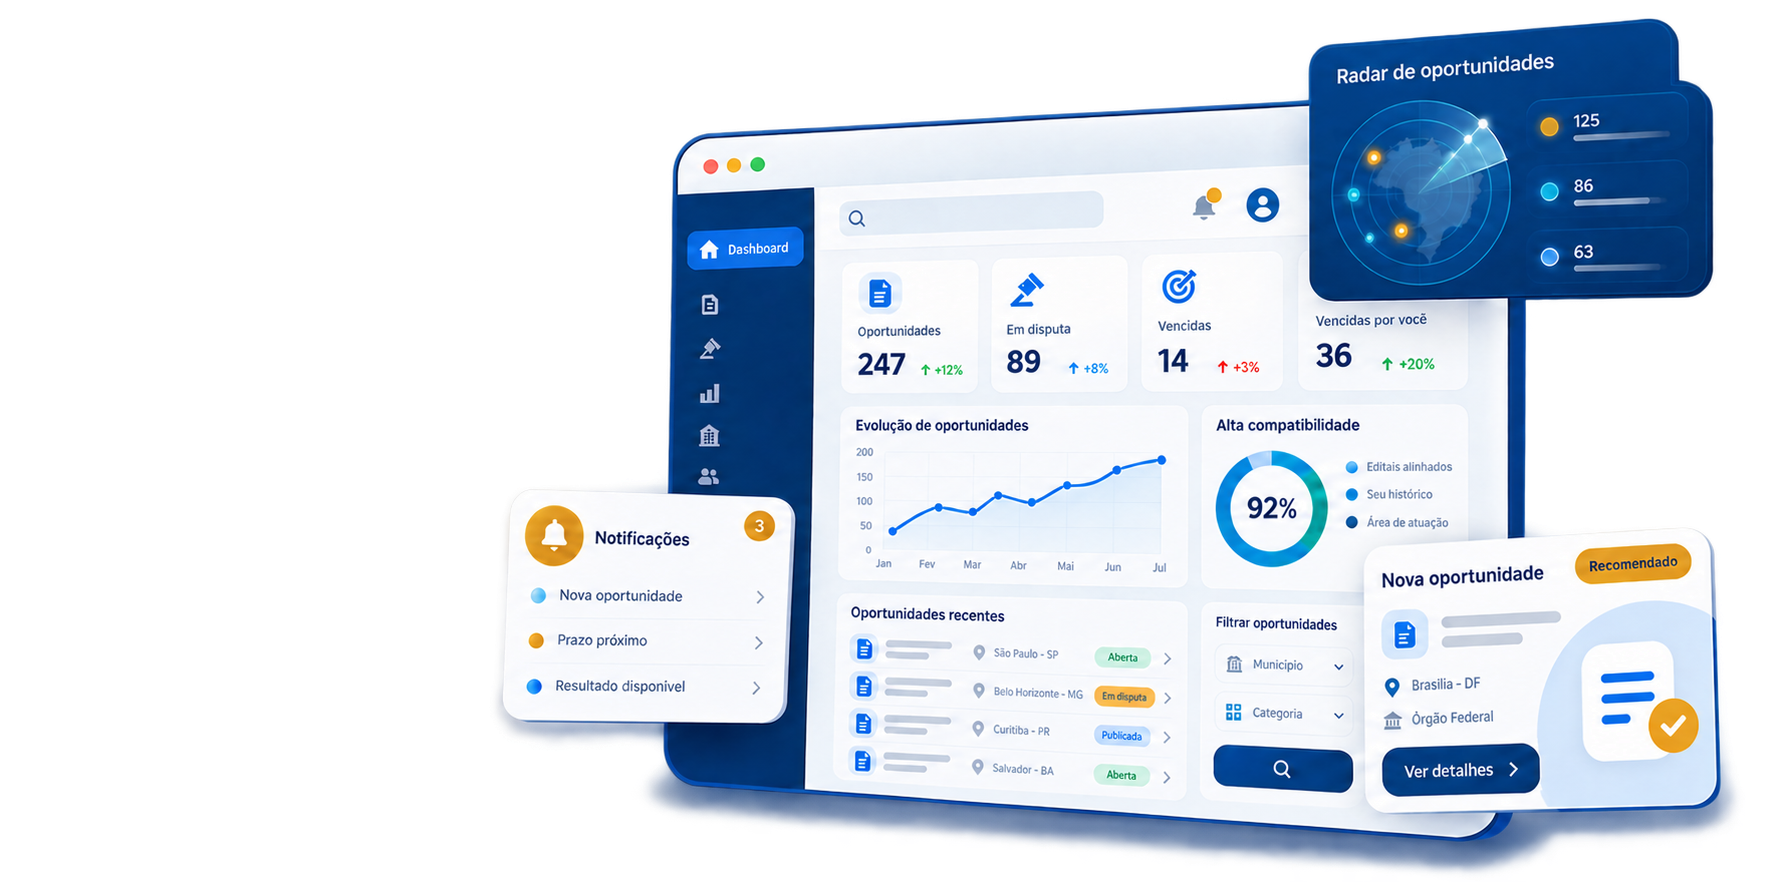 Radar de oportunidades
125
86
63
Dashboard
Oportunidades
247
+12%
Em disputa
89
+8%
Vencidas
14
+3%
Vencidas por você
36
+20%
Evolução de oportunidades
200
150
100
50
0
Jan Fev Mar Abr Mai Jun Jul
Alta compatibilidade
92%
Editais alinhados
Seu histórico
Área de atuação
Notificações
3
Nova oportunidade
Prazo próximo
Resultado disponivel
Oportunidades recentes
São Paulo - SP Aberta
Belo Horizonte - MG Em disputa
Curitiba - PR Publicada
Salvador - BA Aberta
Filtrar oportunidades
Municipio
Categoria
Nova oportunidade
Recomendado
Brasilia - DF
Órgão Federal
Ver detalhes